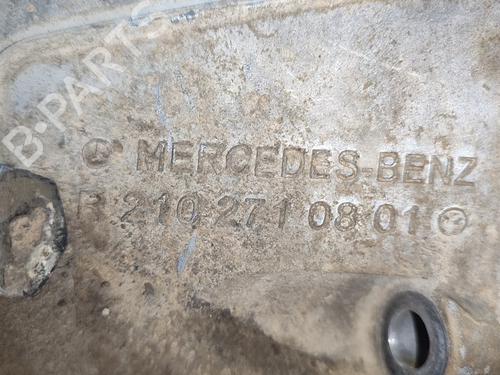 B-PARTS
MERCEDES-BENZ
R 210 271 08 01